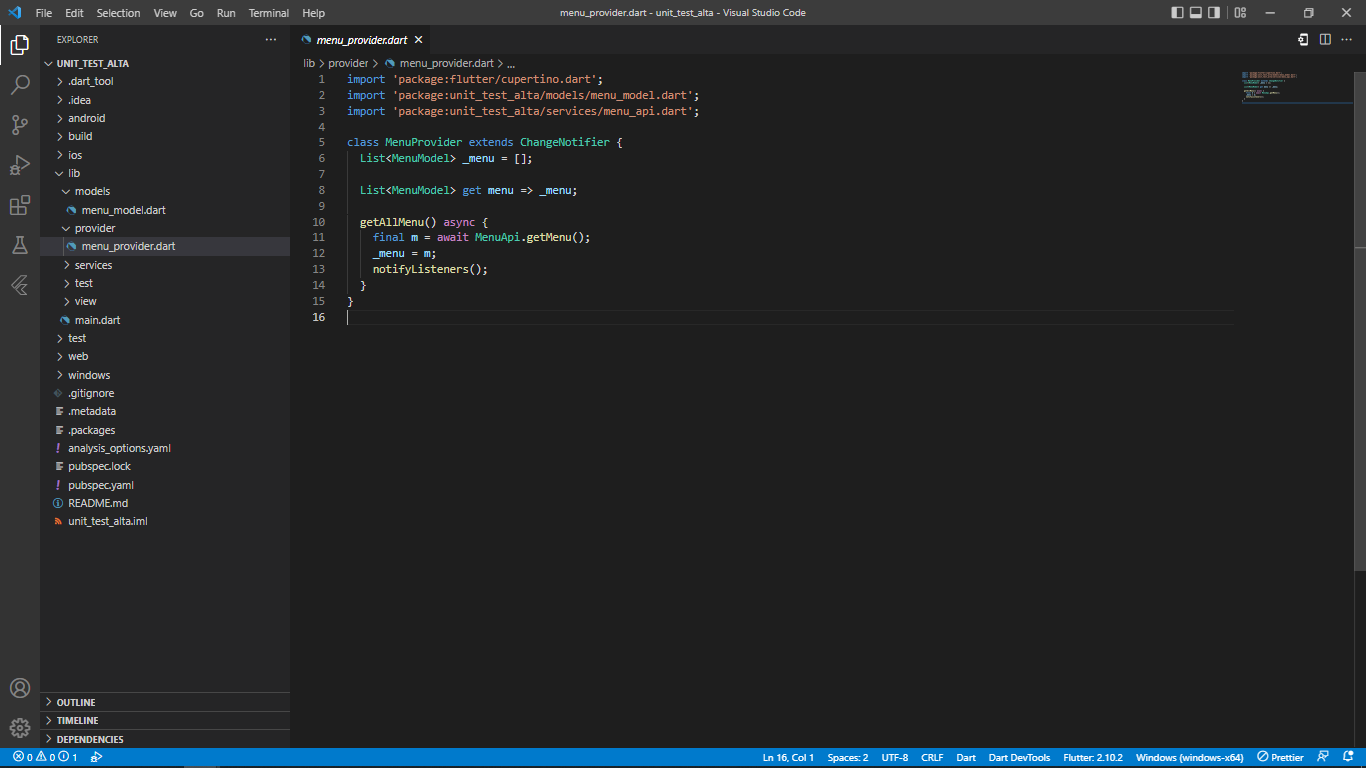 File Edit Selection View Go Run Terminal Help
menu_provider.dart - unit_test_alta - Visual Studio Code
EXPLORER
UNIT_TEST_ALTA
.dart_tool
.idea
android
build
ios
lib
models
menu_model.dart
provider
menu_provider.dart
services
test
view
main.dart
test
web
windows
.gitignore
.metadata
.packages
analysis_options.yaml
pubspec.lock
pubspec.yaml
README.md
unit_test_alta.iml
OUTLINE
TIMELINE
DEPENDENCIES
menu_provider.dart
lib > provider > menu_provider.dart > ...
1 import 'package:flutter/cupertino.dart';
2 import 'package:unit_test_alta/models/menu_model.dart';
3 import 'package:unit_test_alta/services/menu_api.dart';
4
5 class MenuProvider extends ChangeNotifier {
6   List<MenuModel> _menu = [];
7
8   List<MenuModel> get menu => _menu;
9
10   getAllMenu() async {
11     final m = await MenuApi.getMenu();
12     _menu = m;
13     notifyListeners();
14   }
15 }
16
0 0 1
Ln 16, Col 1 Spaces: 2 UTF-8 CRLF Dart Dart DevTools Flutter: 2.10.2 Windows (windows-x64) Prettier